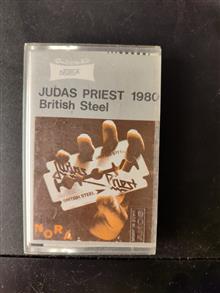 JUDAS PRIEST 1980
British Steel
Judas
Priest
BRITISH STEEL
NORA